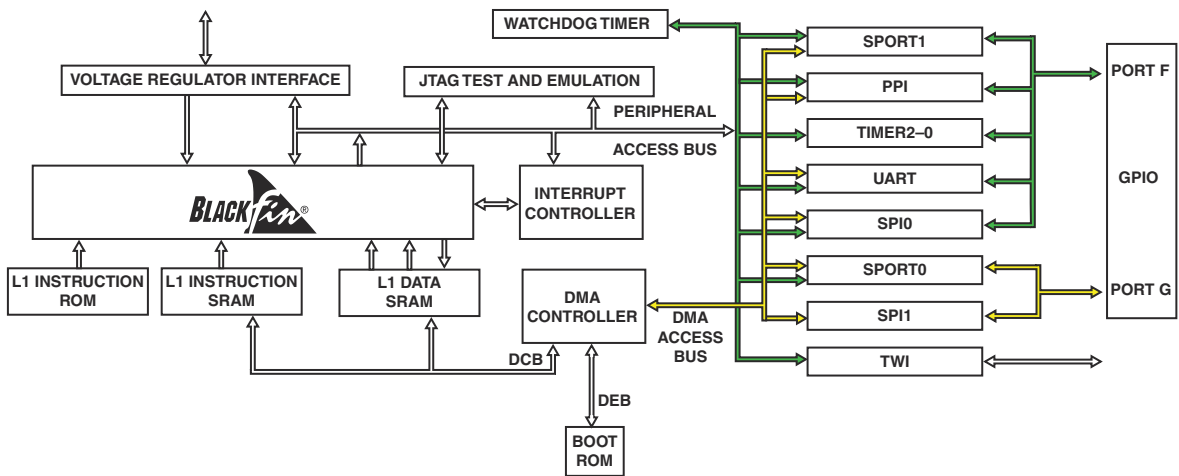 WATCHDOG TIMER
VOLTAGE REGULATOR INTERFACE
JTAG TEST AND EMULATION
PERIPHERAL
ACCESS BUS
BLACKfin®
INTERRUPT
CONTROLLER
L1 INSTRUCTION
ROM
L1 INSTRUCTION
SRAM
L1 DATA
SRAM
DMA
CONTROLLER
DMA
ACCESS
BUS
DCB
DEB
BOOT
ROM
SPORT1
PPI
TIMER2–0
UART
SPI0
SPORT0
SPI1
TWI
PORT F
GPIO
PORT G